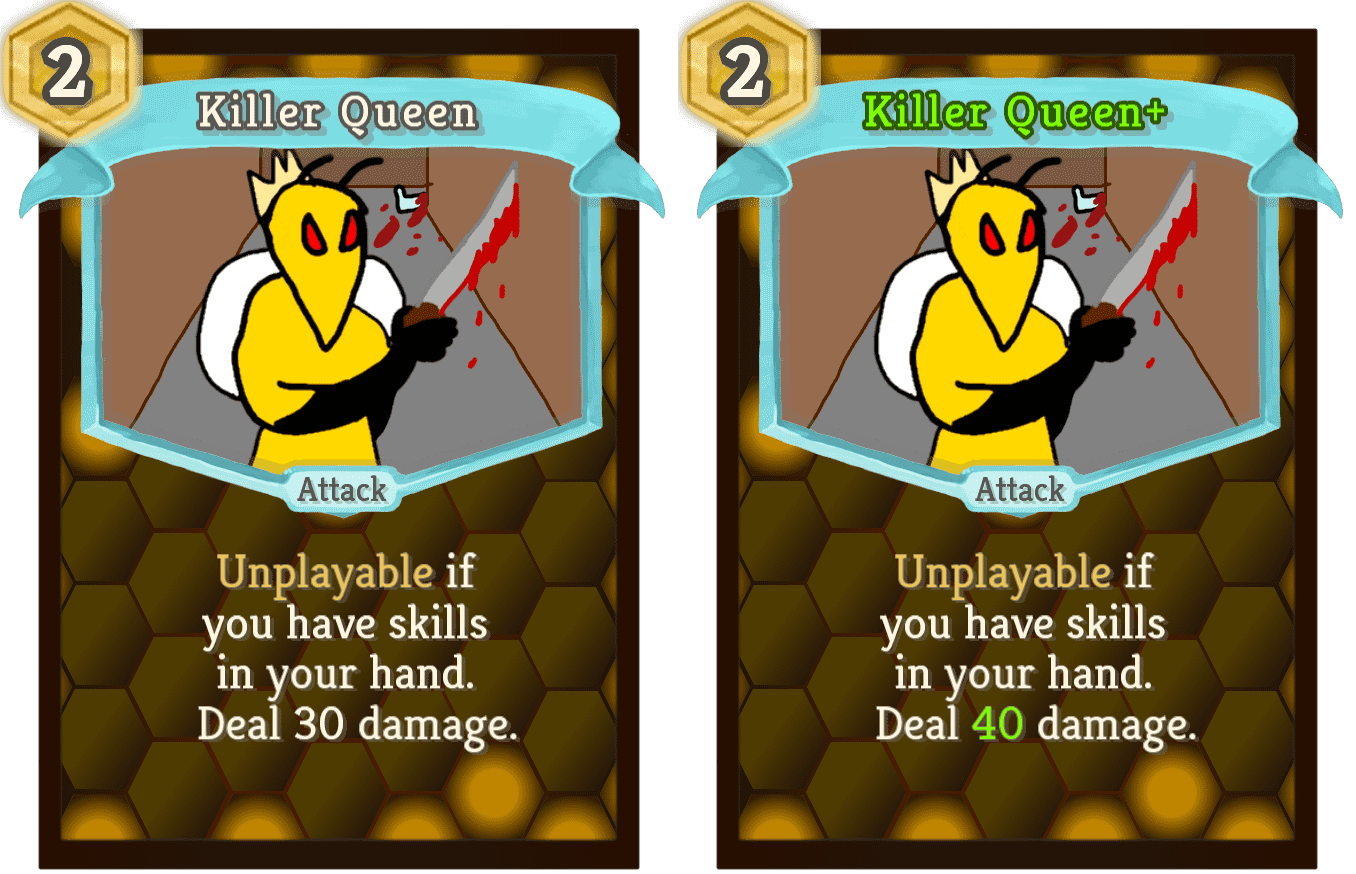 2
Killer Queen
Attack
Unplayable if
you have skills
in your hand.
Deal 30 damage.
2
Killer Queen+
Attack
Unplayable if
you have skills
in your hand.
Deal 40 damage.